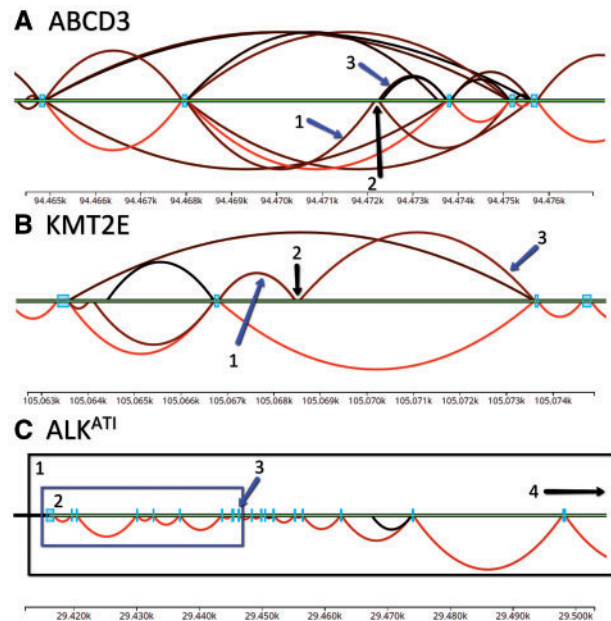 A ABCD3
3
1
2
94.465k 94.466k 94.467k 94.468k 94.469k 94.470k 94.471k 94.472k 94.473k 94.474k 94.475k 94.476k
B KMT2E
2
3
1
105.063k 105.064k 105.065k 105.066k 105.067k 105.068k 105.069k 105.070k 105.071k 105.072k 105.073k 105.074k
C ALK^ATI
1
3
2
4
29.420k 29.430k 29.440k 29.450k 29.460k 29.470k 29.480k 29.490k 29.500k